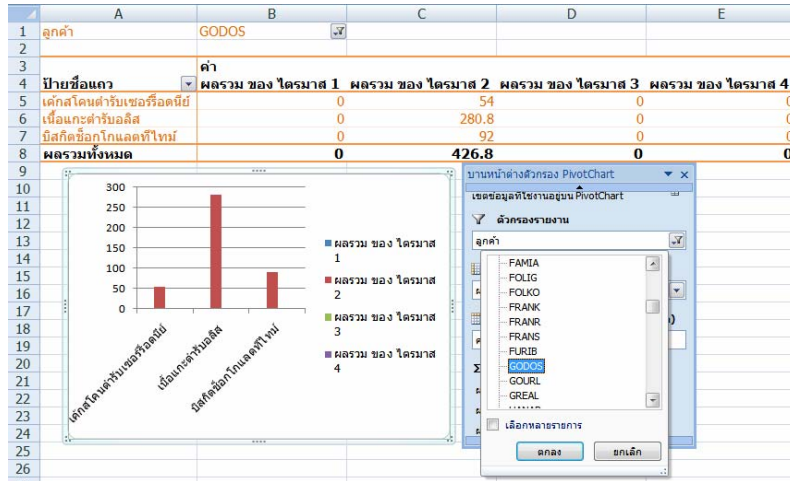 A B C D E
1 ลูกค้า GODOS
2
3 ค่า
4 ป้ายชื่อแถว ผลรวม ของ ไตรมาส 1 ผลรวม ของ ไตรมาส 2 ผลรวม ของ ไตรมาส 3 ผลรวม ของ ไตรมาส 4
5 เค้กสโคนตำรับเซอร์ร็อดนีย์ 0 54 0 0
6 เนื้อแกะตำรับอลิส 0 280.8 0 0
7 บิสกิตช็อกโกแลตทีไทม์ 0 92 0 0
8 ผลรวมทั้งหมด 0 426.8 0 0
9
10
11
12
13
14
15
16
17
18
19
20
21
22
23
24
25
26
300
250
200
150
100
50
0
เค้กสโคนตำรับเซอร์ร็อดนีย์
เนื้อแกะตำรับอลิส
บิสกิตช็อกโกแลตทีไทม์
ผลรวม ของ ไตรมาส
1
ผลรวม ของ ไตรมาส
2
ผลรวม ของ ไตรมาส
3
ผลรวม ของ ไตรมาส
4
บานหน้าต่างตัวกรอง PivotChart
เขตข้อมูลที่ใช้งานอยู่บน PivotChart
ตัวกรองรายงาน
ลูกค้า
FAMIA
FOLIG
FOLKO
FRANK
FRANR
FRANS
FURIB
GODOS
GOURL
GREAL
เลือกหลายรายการ
ตกลง ยกเลิก